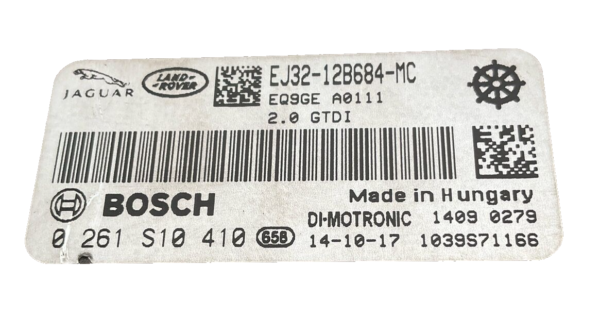 JAGUAR
LAND-
ROVER
EJ32-12B684-MC
EQ9GE A0111
2.0 GTDI
BOSCH
Made in Hungary
DI-MOTRONIC 1409 0279
0 261 S10 410 65B
14-10-17 1039S71166